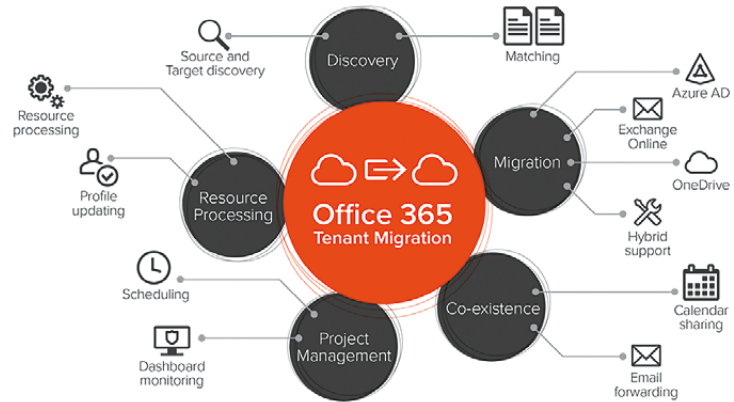 Discovery
Source and
Target discovery
Matching
Office 365
Tenant Migration
Migration
Azure AD
Exchange
Online
OneDrive
Hybrid
support
Co-existence
Calendar
sharing
Email
forwarding
Project
Management
Scheduling
Dashboard
monitoring
Resource
Processing
Resource
processing
Profile
updating